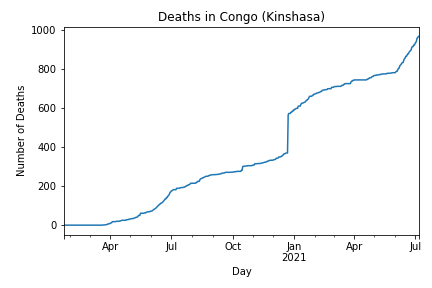 Deaths in Congo (Kinshasa)
1000
800
600
400
200
0
Number of Deaths
Apr Jul Oct Jan Apr Jul
2021
Day